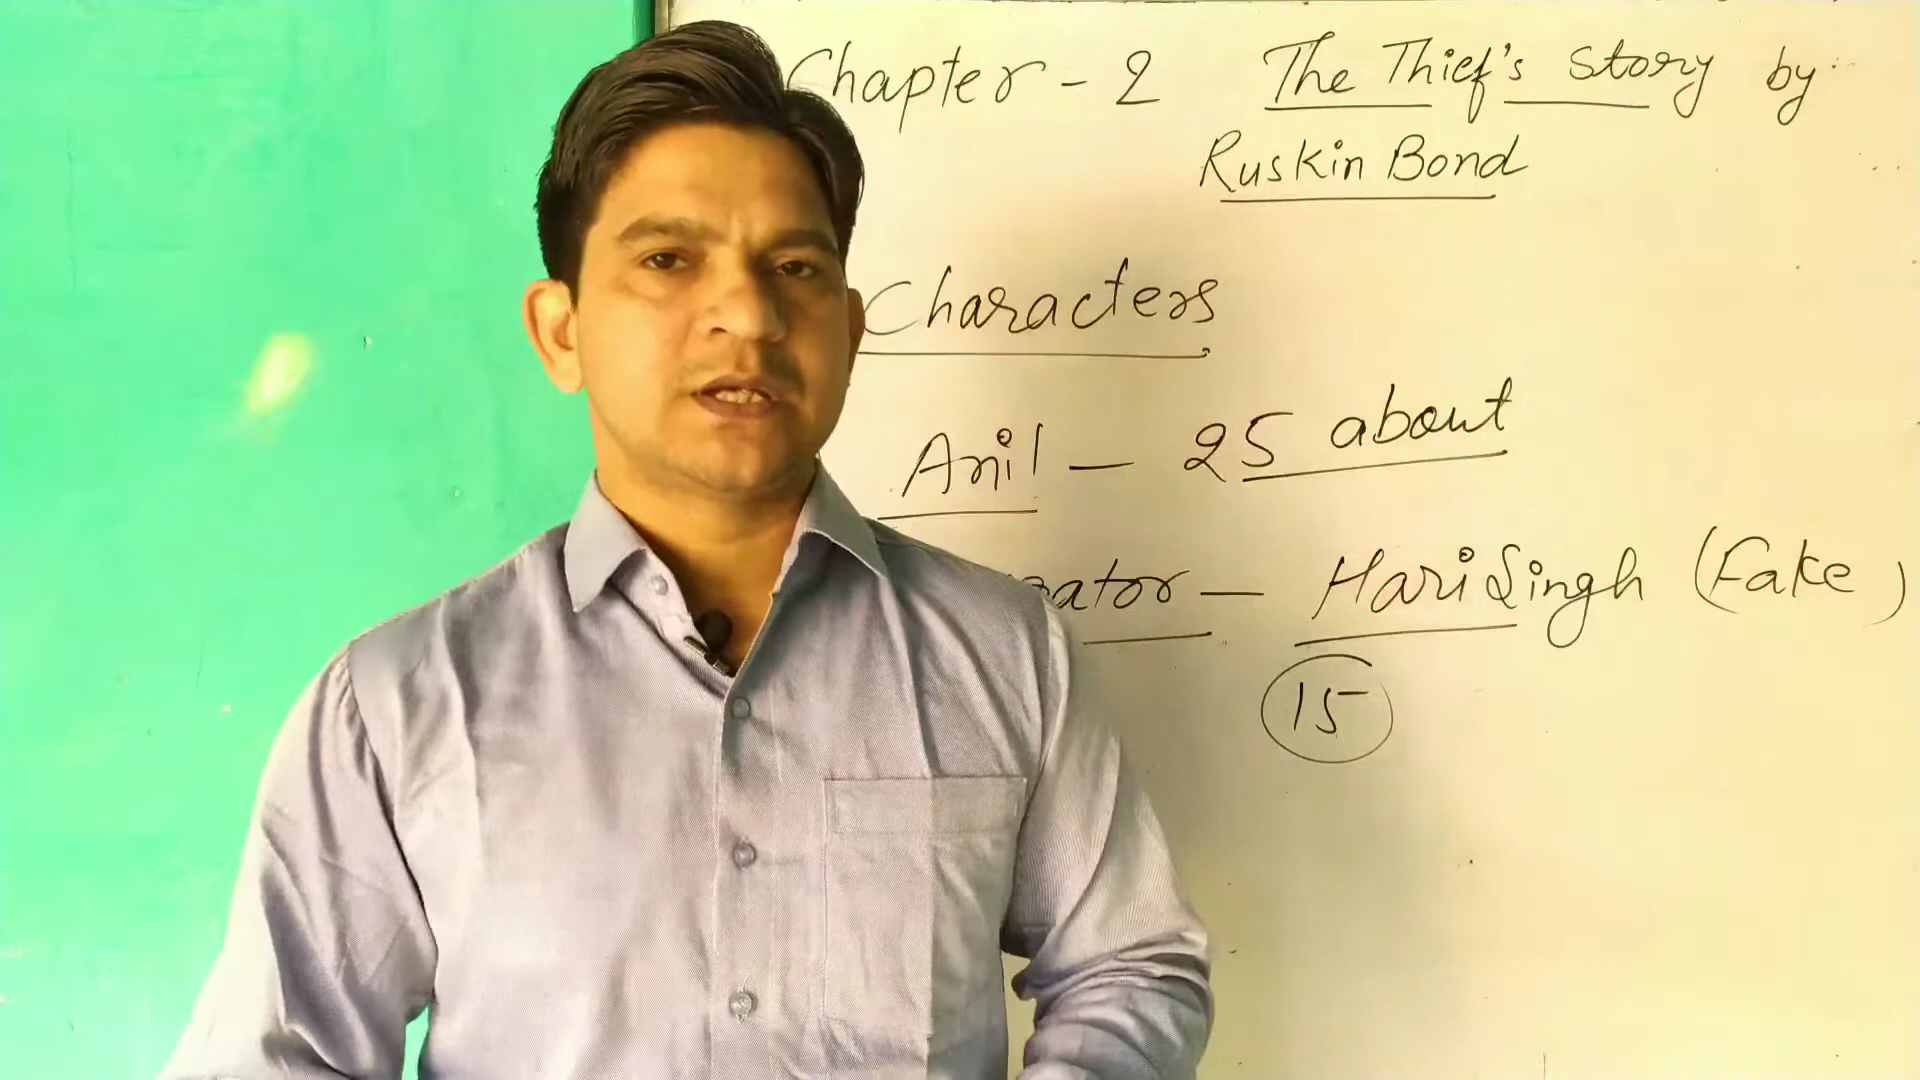 Chapter - 2 The Thief's Story by
Ruskin Bond
Characters
Anil - 25 about
- Hari Singh (Fake)
15